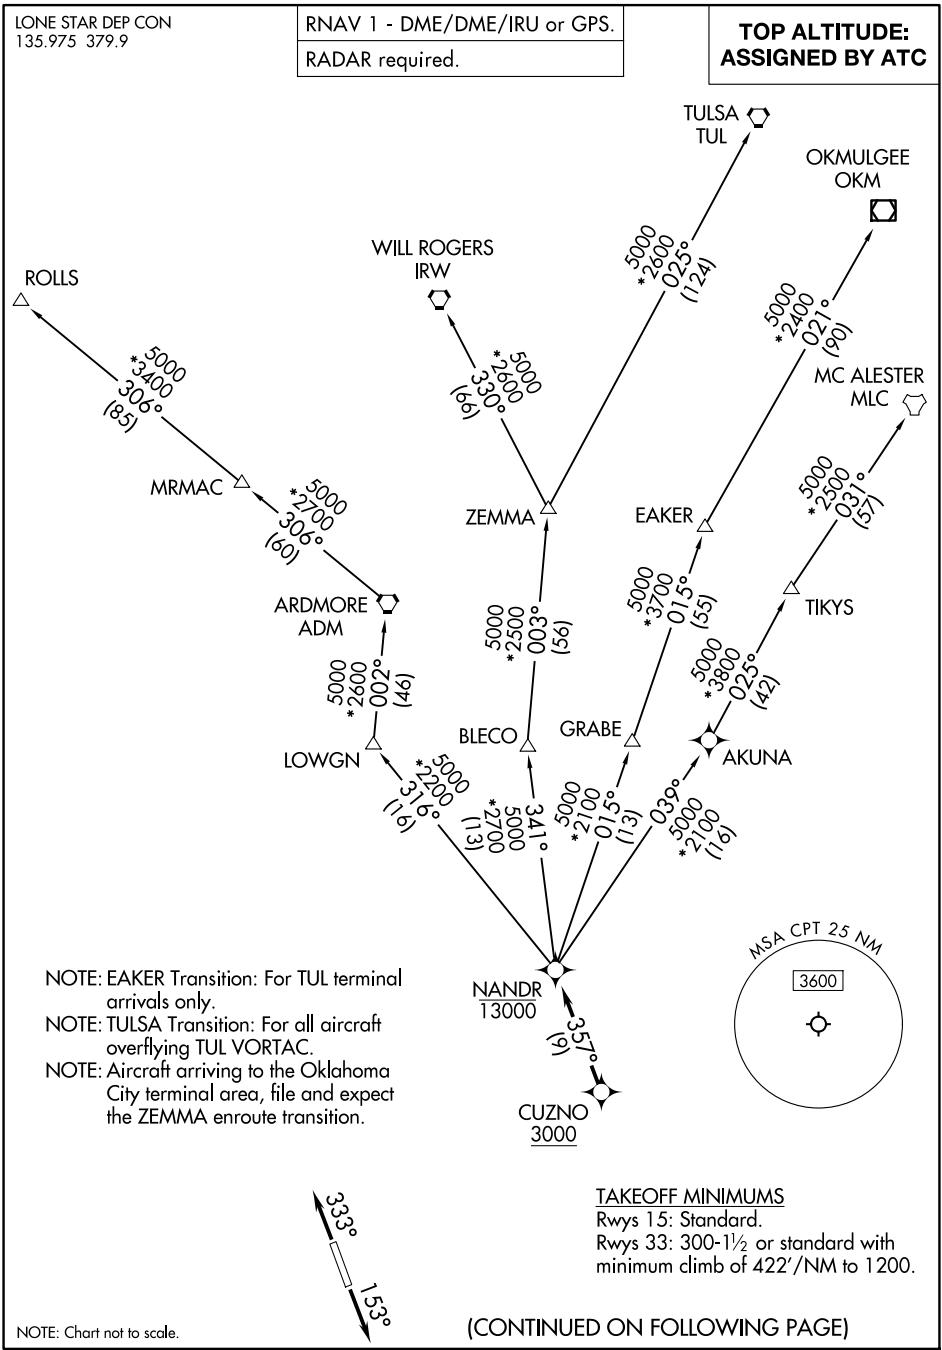 LONE STAR DEP CON
135.975 379.9
RNAV 1 - DME/DME/IRU or GPS.
RADAR required.
TOP ALTITUDE:
ASSIGNED BY ATC
TULSA
TUL
OKMULGEE
OKM
WILL ROGERS
IRW
ROLLS
5000
*2600
025°
(124)
5000
*2400
021°
(90)
5000
*3400
306°
(85)
5000
*2600
330°
(66)
MC ALESTER
MLC
MRMAC
5000
*2700
306°
(60)
ZEMMA
EAKER
5000
*2500
031°
(57)
ARDMORE
ADM
5000
*2500
003°
(56)
5000
*3700
015°
(55)
TIKYS
5000
*2600
002°
(46)
5000
*3800
025°
(42)
LOWGN
BLECO
GRABE
AKUNA
5000
*2200
316°
(16)
341°
5000
*2700
(13)
5000
*2100
015°
(13)
039°
5000
*2100
(16)
MSA CPT 25 NM
3600
NANDR
13000
357°
(9)
CUZNO
3000
NOTE: EAKER Transition: For TUL terminal
arrivals only.
NOTE: TULSA Transition: For all aircraft
overflying TUL VORTAC.
NOTE: Aircraft arriving to the Oklahoma
City terminal area, file and expect
the ZEMMA enroute transition.
333°
153°
TAKEOFF MINIMUMS
Rwys 15: Standard.
Rwys 33: 300-1½ or standard with
minimum climb of 422'/NM to 1200.
NOTE: Chart not to scale.
(CONTINUED ON FOLLOWING PAGE)